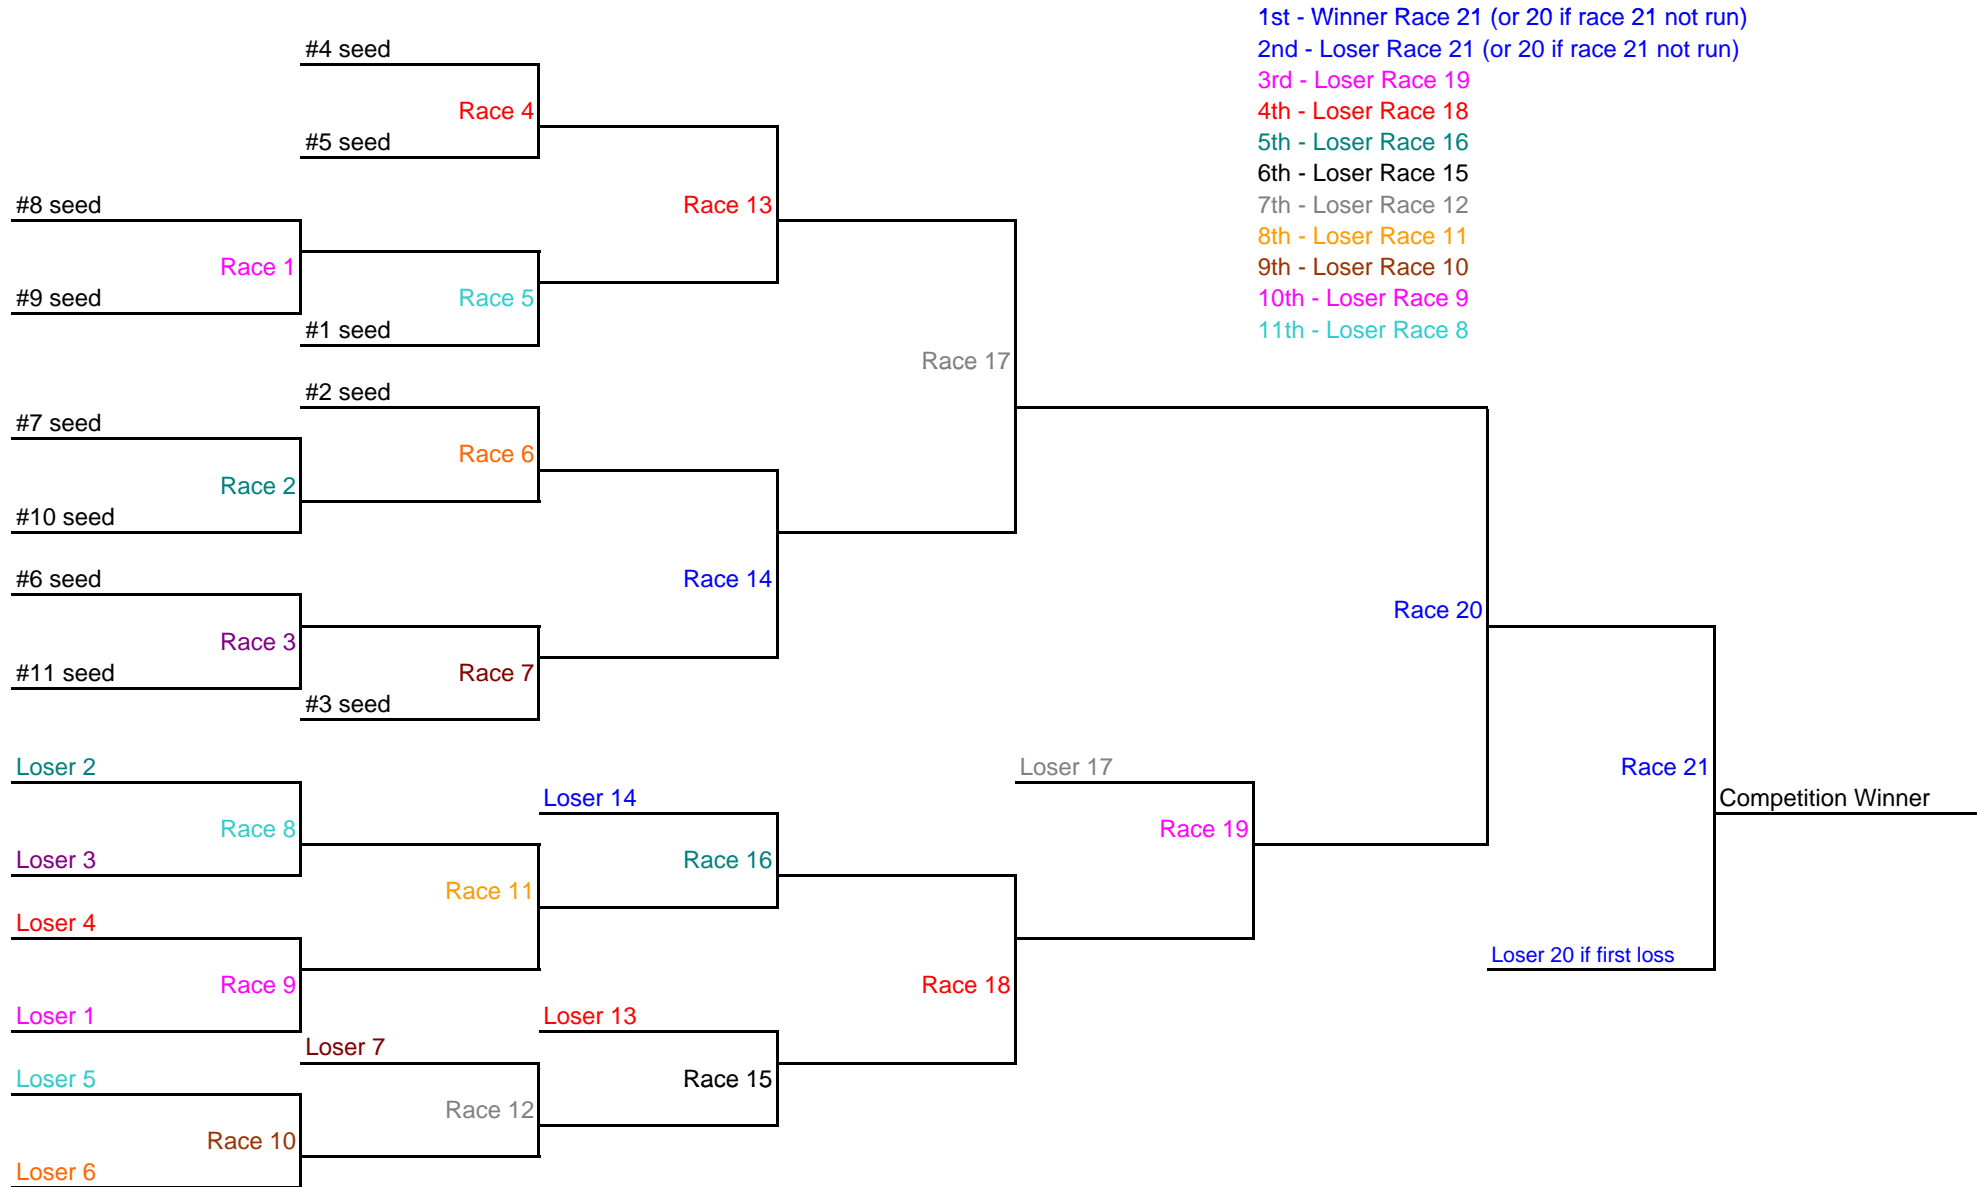 1st - Winner Race 21 (or 20 if race 21 not run)
2nd - Loser Race 21 (or 20 if race 21 not run)
3rd - Loser Race 19
4th - Loser Race 18
5th - Loser Race 16
6th - Loser Race 15
7th - Loser Race 12
8th - Loser Race 11
9th - Loser Race 10
10th - Loser Race 9
11th - Loser Race 8
#4 seed
Race 4
#5 seed
#8 seed
Race 13
Race 1
#9 seed
Race 5
#1 seed
Race 17
#2 seed
#7 seed
Race 6
Race 2
#10 seed
#6 seed
Race 14
Race 20
Race 3
#11 seed
Race 7
#3 seed
Loser 2
Loser 17
Race 21
Loser 14
Competition Winner
Race 8
Race 19
Loser 3
Race 16
Race 11
Loser 4
Loser 20 if first loss
Race 9
Race 18
Loser 1
Loser 13
Loser 7
Loser 5
Race 15
Race 12
Race 10
Loser 6